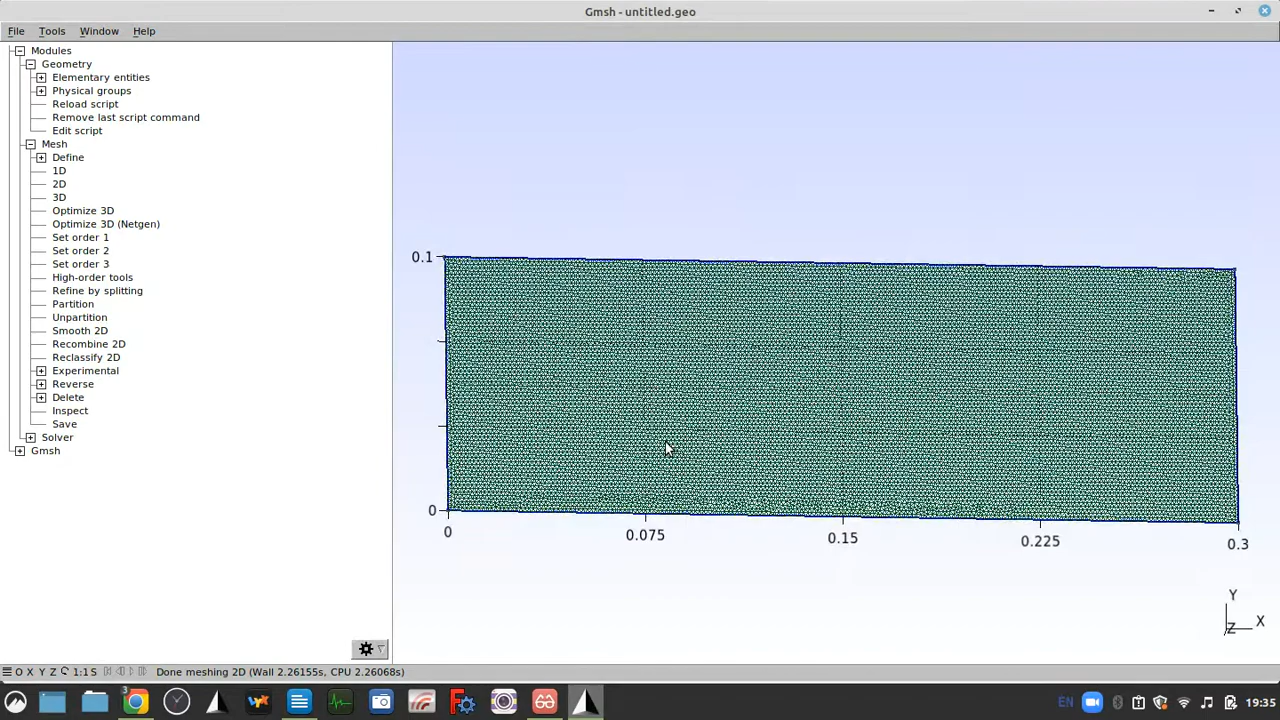 Gmsh - untitled.geo
File Tools Window Help
Modules
Geometry
Elementary entities
Physical groups
Reload script
Remove last script command
Edit script
Mesh
Define
1D
2D
3D
Optimize 3D
Optimize 3D (Netgen)
Set order 1
Set order 2
Set order 3
High-order tools
Refine by splitting
Partition
Unpartition
Smooth 2D
Recombine 2D
Reclassify 2D
Experimental
Reverse
Delete
Inspect
Save
Solver
Gmsh
0.1
0
0 0.075 0.15 0.225 0.3
Y
Z X
O X Y Z 1:1 S Done meshing 2D (Wall 2.26155s, CPU 2.26068s)
3 EN 19:35